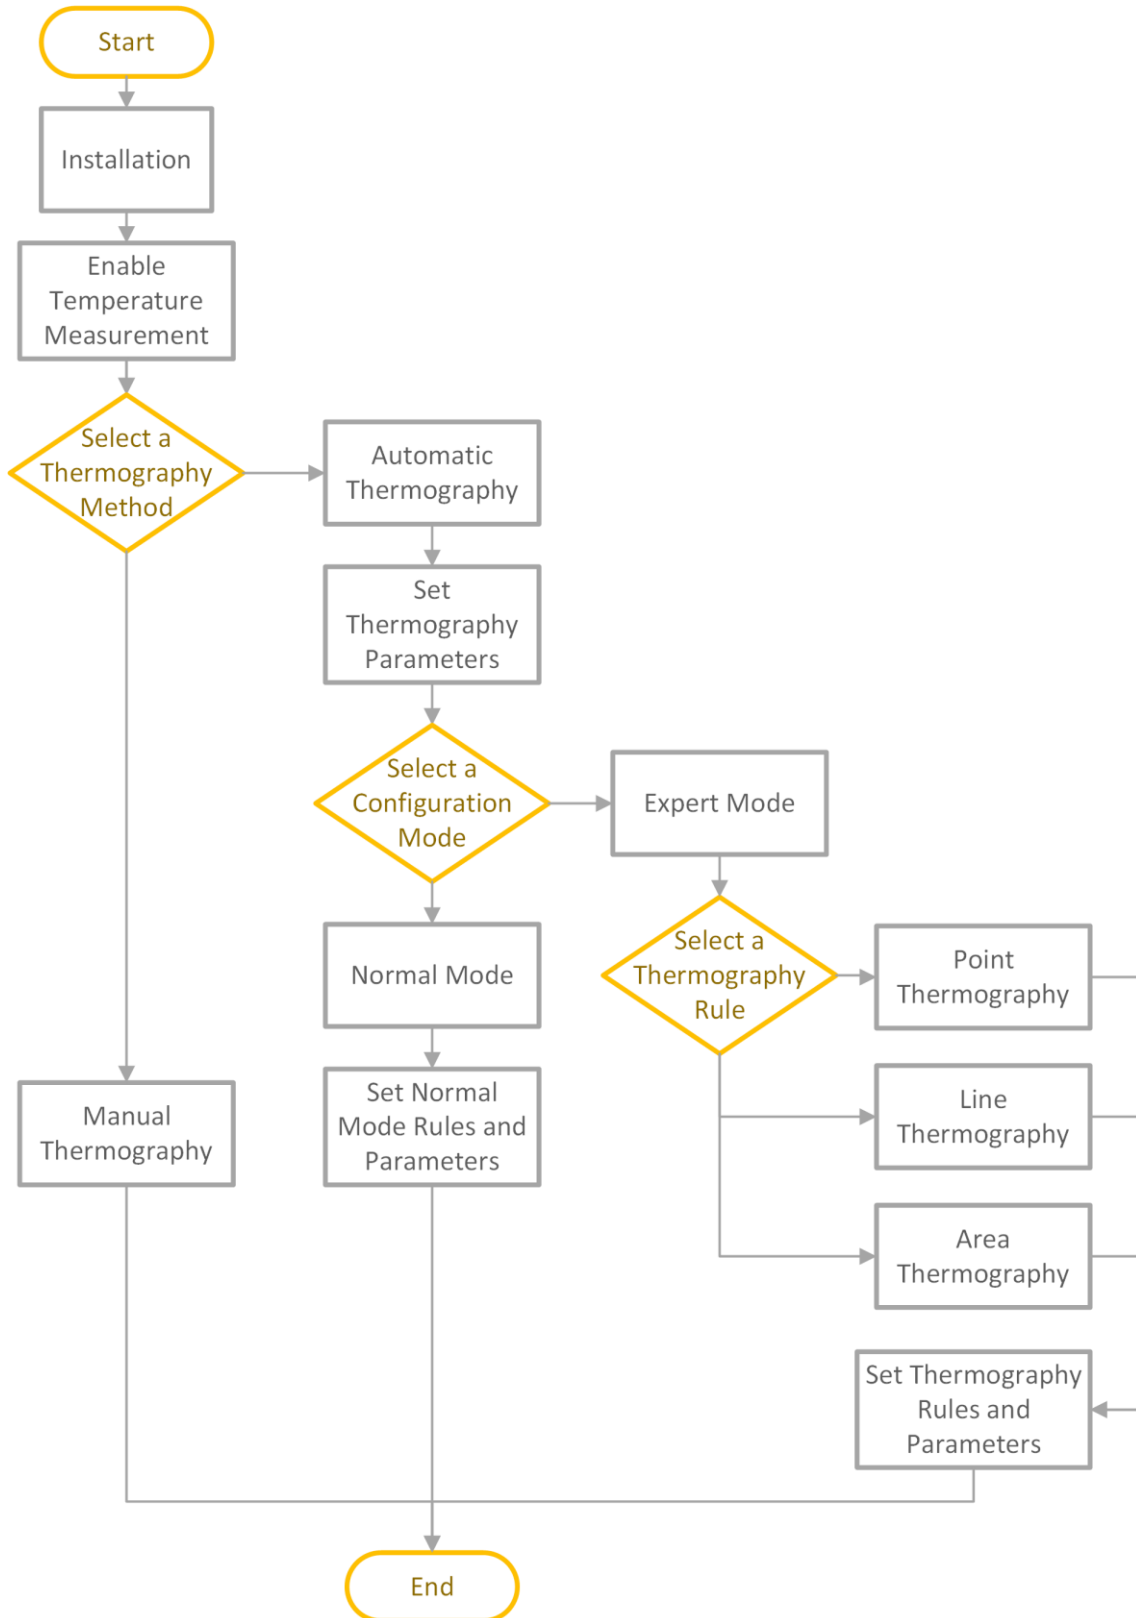 Start
Installation
Enable
Temperature
Measurement
Select a
Thermography
Method
Automatic
Thermography
Set
Thermography
Parameters
Select a
Configuration
Mode
Expert Mode
Normal Mode
Select a
Thermography
Rule
Point
Thermography
Set Normal
Mode Rules and
Parameters
Manual
Thermography
Line
Thermography
Area
Thermography
Set Thermography
Rules and
Parameters
End